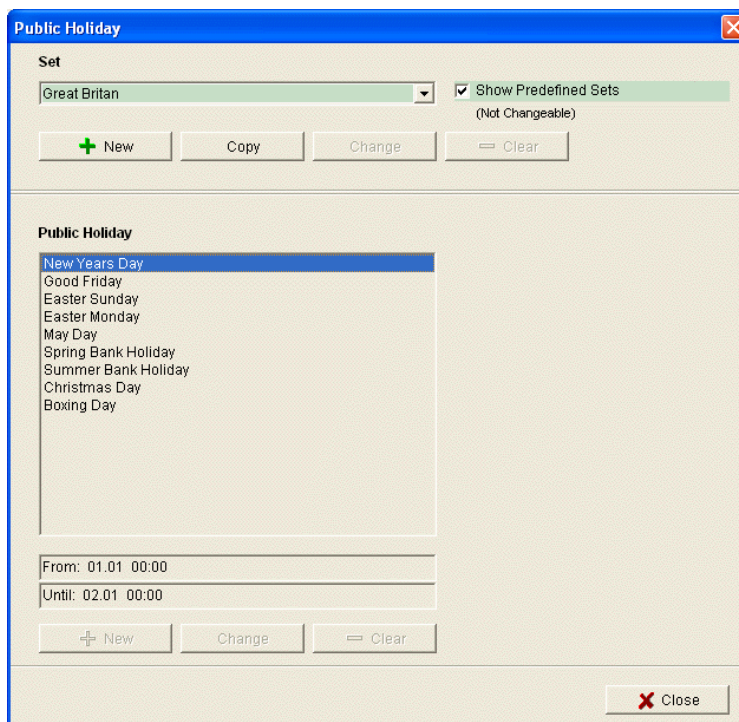 Public Holiday
Set
Great Britan
Show Predefined Sets
(Not Changeable)
New
Copy
Change
Clear
Public Holiday
New Years Day
Good Friday
Easter Sunday
Easter Monday
May Day
Spring Bank Holiday
Summer Bank Holiday
Christmas Day
Boxing Day
From: 01.01 00:00
Until: 02.01 00:00
New
Change
Clear
Close